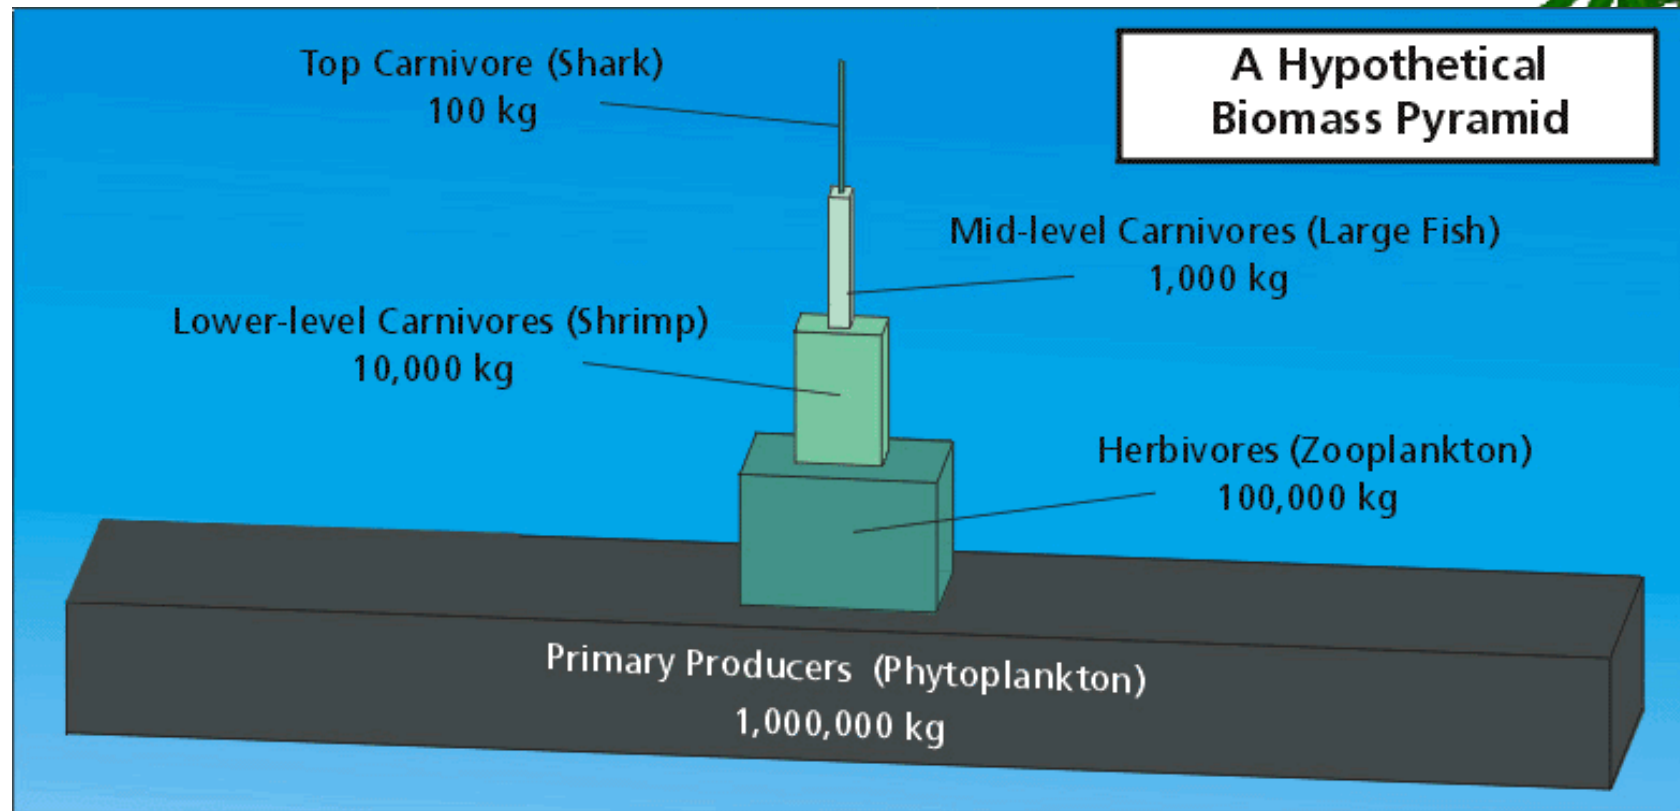 A Hypothetical
Biomass Pyramid
Top Carnivore (Shark)
100 kg
Mid-level Carnivores (Large Fish)
1,000 kg
Lower-level Carnivores (Shrimp)
10,000 kg
Herbivores (Zooplankton)
100,000 kg
Primary Producers (Phytoplankton)
1,000,000 kg